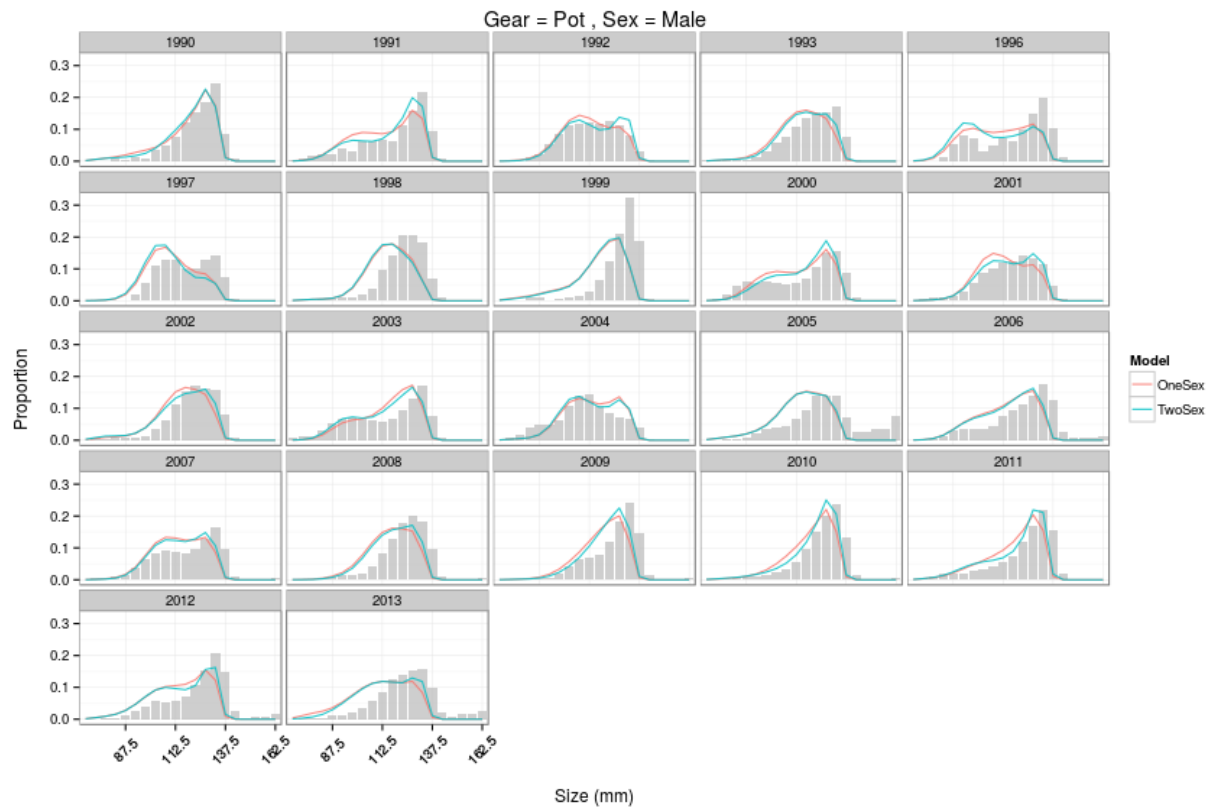 Gear = Pot , Sex = Male
1990 1991 1992 1993 1996
0.3
0.2
0.1
0.0
1997 1998 1999 2000 2001
0.3
0.2
0.1
0.0
2002 2003 2004 2005 2006
0.3
0.2
0.1
0.0
2007 2008 2009 2010 2011
0.3
0.2
0.1
0.0
2012 2013
0.3
0.2
0.1
0.0
87.5 112.5 137.5 162.5 87.5 112.5 137.5 162.5
Size (mm)
Proportion
Model
OneSex
TwoSex